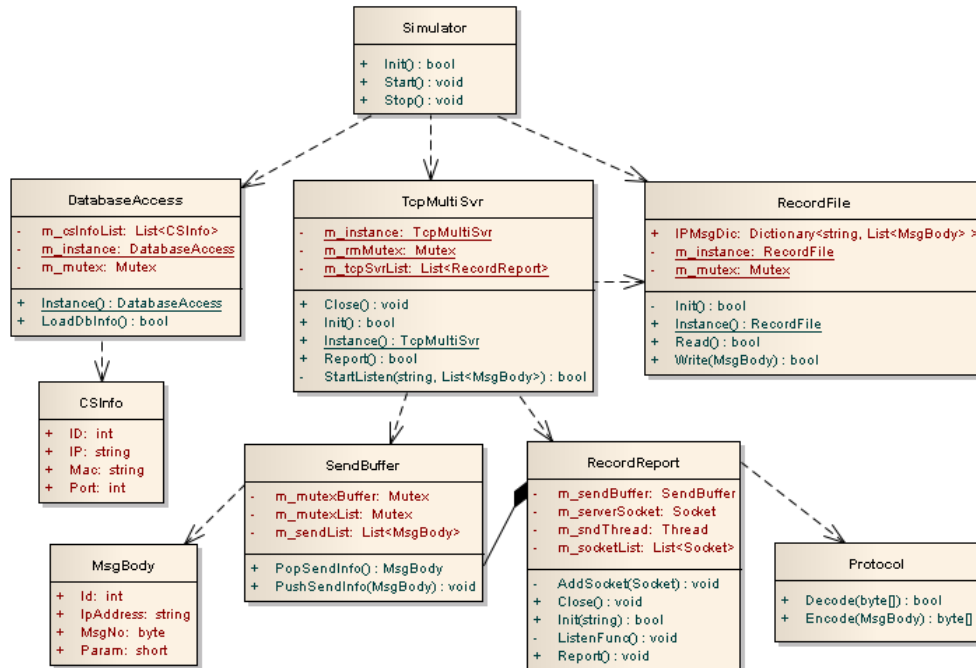 Simulator
+ Init() : bool
+ Start() : void
+ Stop() : void
DatabaseAccess
- m_csInfoList: List<CSInfo>
- m_instance: DatabaseAccess
- m_mutex: Mutex
+ Instance() : DatabaseAccess
+ LoadDbInfo() : bool
TcpMultiSvr
- m_instance: TcpMultiSvr
- m_rmMutex: Mutex
- m_tcpSvrList: List<RecordReport>
+ Close() : void
+ Init() : bool
+ Instance() : TcpMultiSvr
+ Report() : bool
- StartListen(string, List<MsgBody>) : bool
RecordFile
+ IPMsgDic: Dictionary<string, List<MsgBody> >
- m_instance: RecordFile
- m_mutex: Mutex
- Init() : bool
+ Instance() : RecordFile
+ Read() : bool
+ Write(MsgBody) : bool
CSInfo
+ ID: int
+ IP: string
+ Mac: string
+ Port: int
SendBuffer
- m_mutexBuffer: Mutex
- m_mutexList: Mutex
- m_sendList: List<MsgBody>
+ PopSendInfo() : MsgBody
+ PushSendInfo(MsgBody) : void
RecordReport
- m_sendBuffer: SendBuffer
- m_serverSocket: Socket
- m_sndThread: Thread
- m_socketList: List<Socket>
- AddSocket(Socket) : void
+ Close() : void
+ Init(string) : bool
- ListenFunc() : void
+ Report() : void
MsgBody
+ Id: int
+ IpAddress: string
+ MsgNo: byte
+ Param: short
Protocol
+ Decode(byte[]) : bool
+ Encode(MsgBody) : byte[]